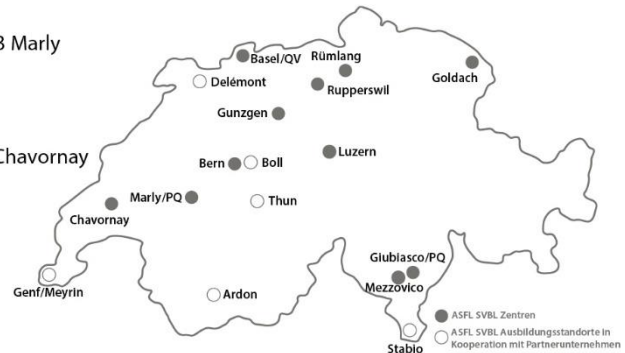 3 Marly
Basel/QV
Rümlang
Delémont
Rupperswil
Goldach
Gunzgen
Chavornay
Bern
Boll
Luzern
Marly/PQ
Thun
Chavornay
Giubiasco/PQ
Mezzovico
Genf/Meyrin
Ardon
ASFL SVBL Zentren
ASFL SVBL Ausbildungsstandorte in
Kooperation mit Partnerunternehmen
Stabio